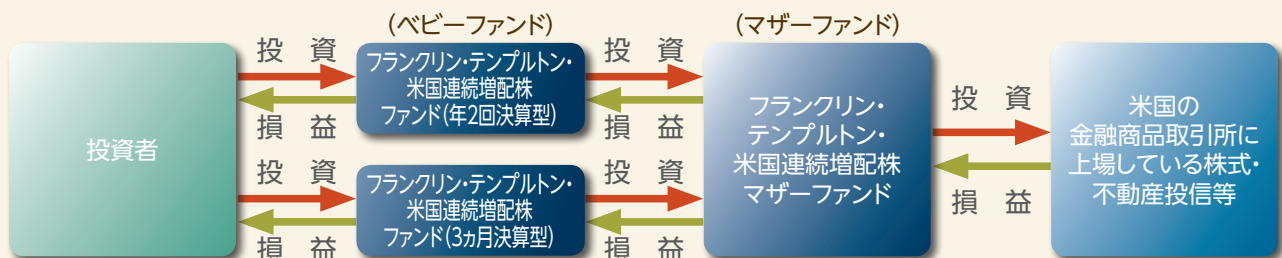 (ベビーファンド)
(マザーファンド)
投資者
投 資
損 益
フランクリン・テンプルトン・
米国連続増配株
ファンド(年2回決算型)
投 資
損 益
投 資
損 益
フランクリン・テンプルトン・
米国連続増配株
ファンド(3ヵ月決算型)
投 資
損 益
フランクリン・
テンプルトン・
米国連続増配株
マザーファンド
投 資
損 益
米国の
金融商品取引所に
上場している株式・
不動産投信等